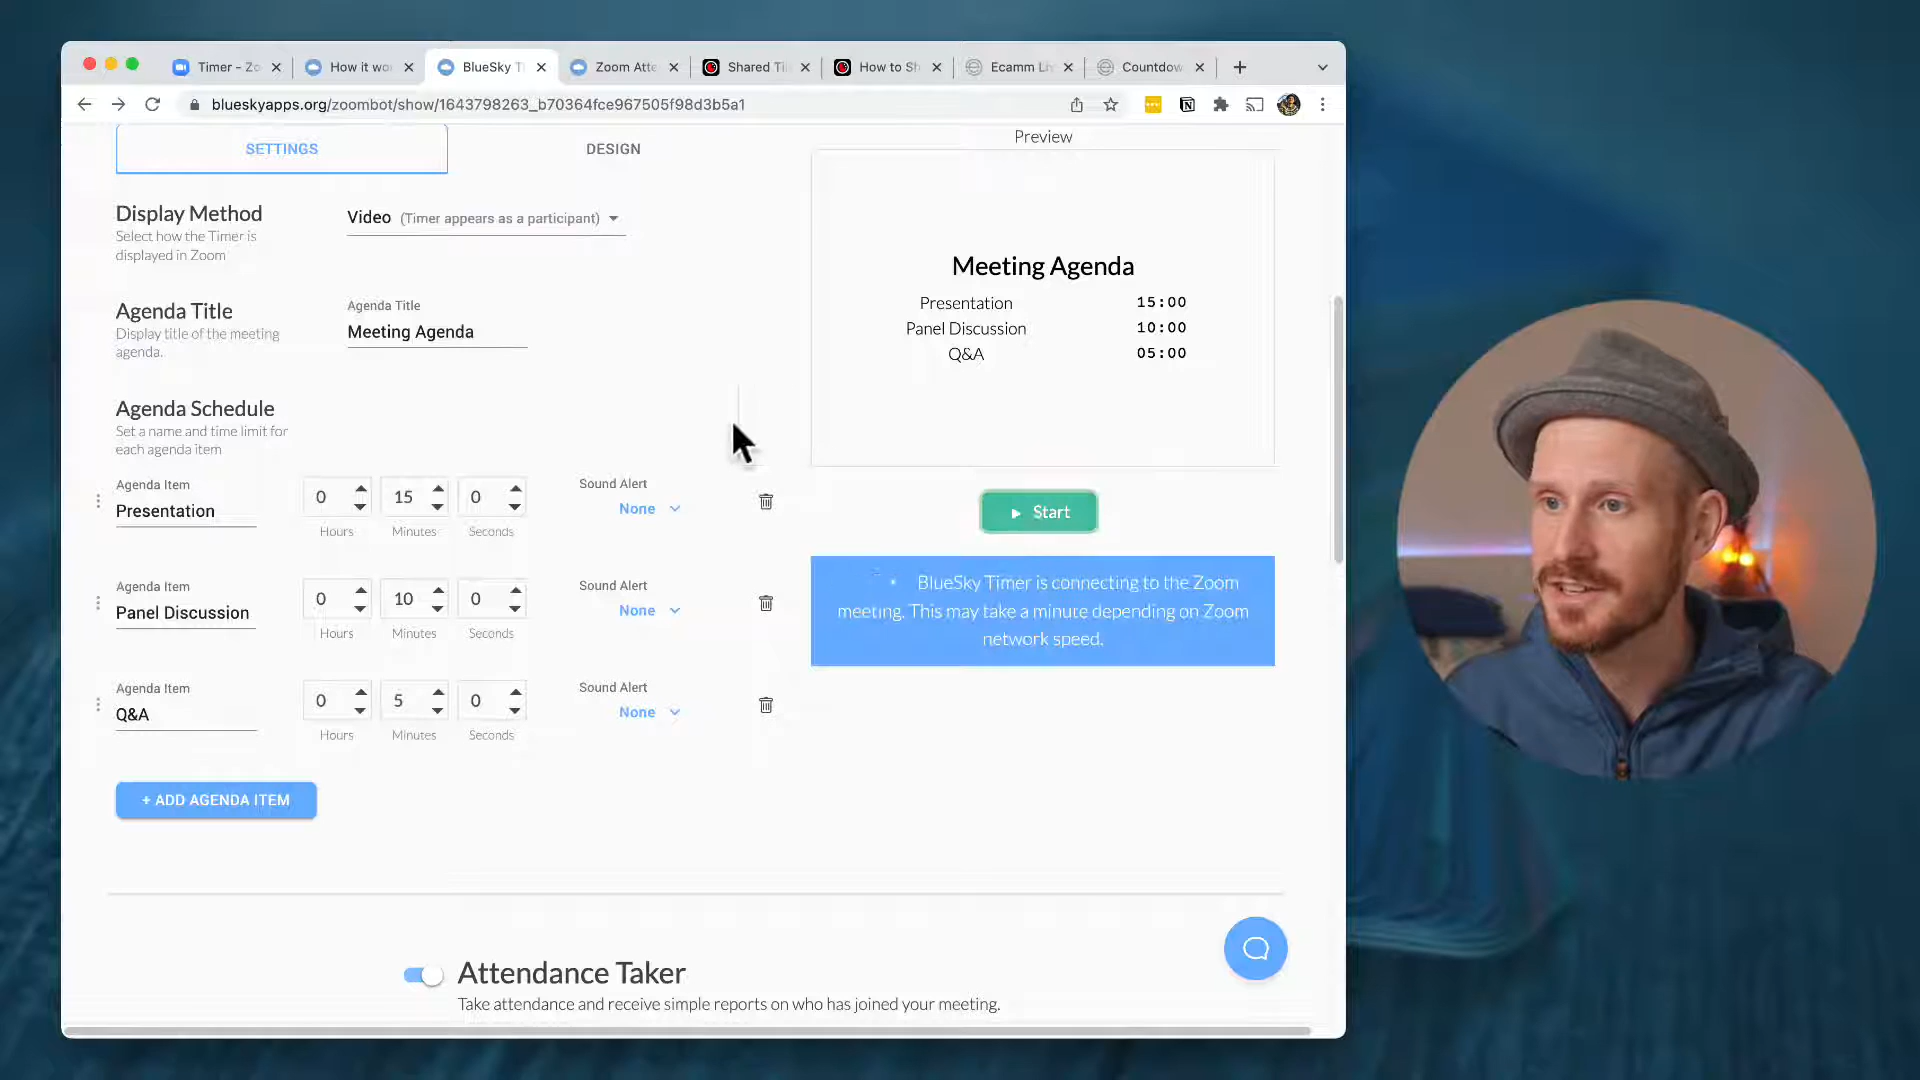 Timer - Zo
How it wo
BlueSky Ti
Zoom Atte
Shared Ti
How to Sh
Ecamm Li
Countdow
blueskyapps.org/zoombot/show/1643798263_b70364fce967505f98d3b5a1
SETTINGS
DESIGN
Preview
Display Method
Select how the Timer is
displayed in Zoom
Video (Timer appears as a participant)
Agenda Title
Display title of the meeting
agenda.
Agenda Title
Meeting Agenda
Meeting Agenda
Presentation 15:00
Panel Discussion 10:00
Q&A 05:00
Agenda Schedule
Set a name and time limit for
each agenda item
Agenda Item
Presentation
0 15 0
Hours Minutes Seconds
Sound Alert
None
Agenda Item
Panel Discussion
0 10 0
Hours Minutes Seconds
Sound Alert
None
Agenda Item
Q&A
0 5 0
Hours Minutes Seconds
Sound Alert
None
+ ADD AGENDA ITEM
Start
BlueSky Timer is connecting to the Zoom
meeting. This may take a minute depending on Zoom
network speed.
Attendance Taker
Take attendance and receive simple reports on who has joined your meeting.